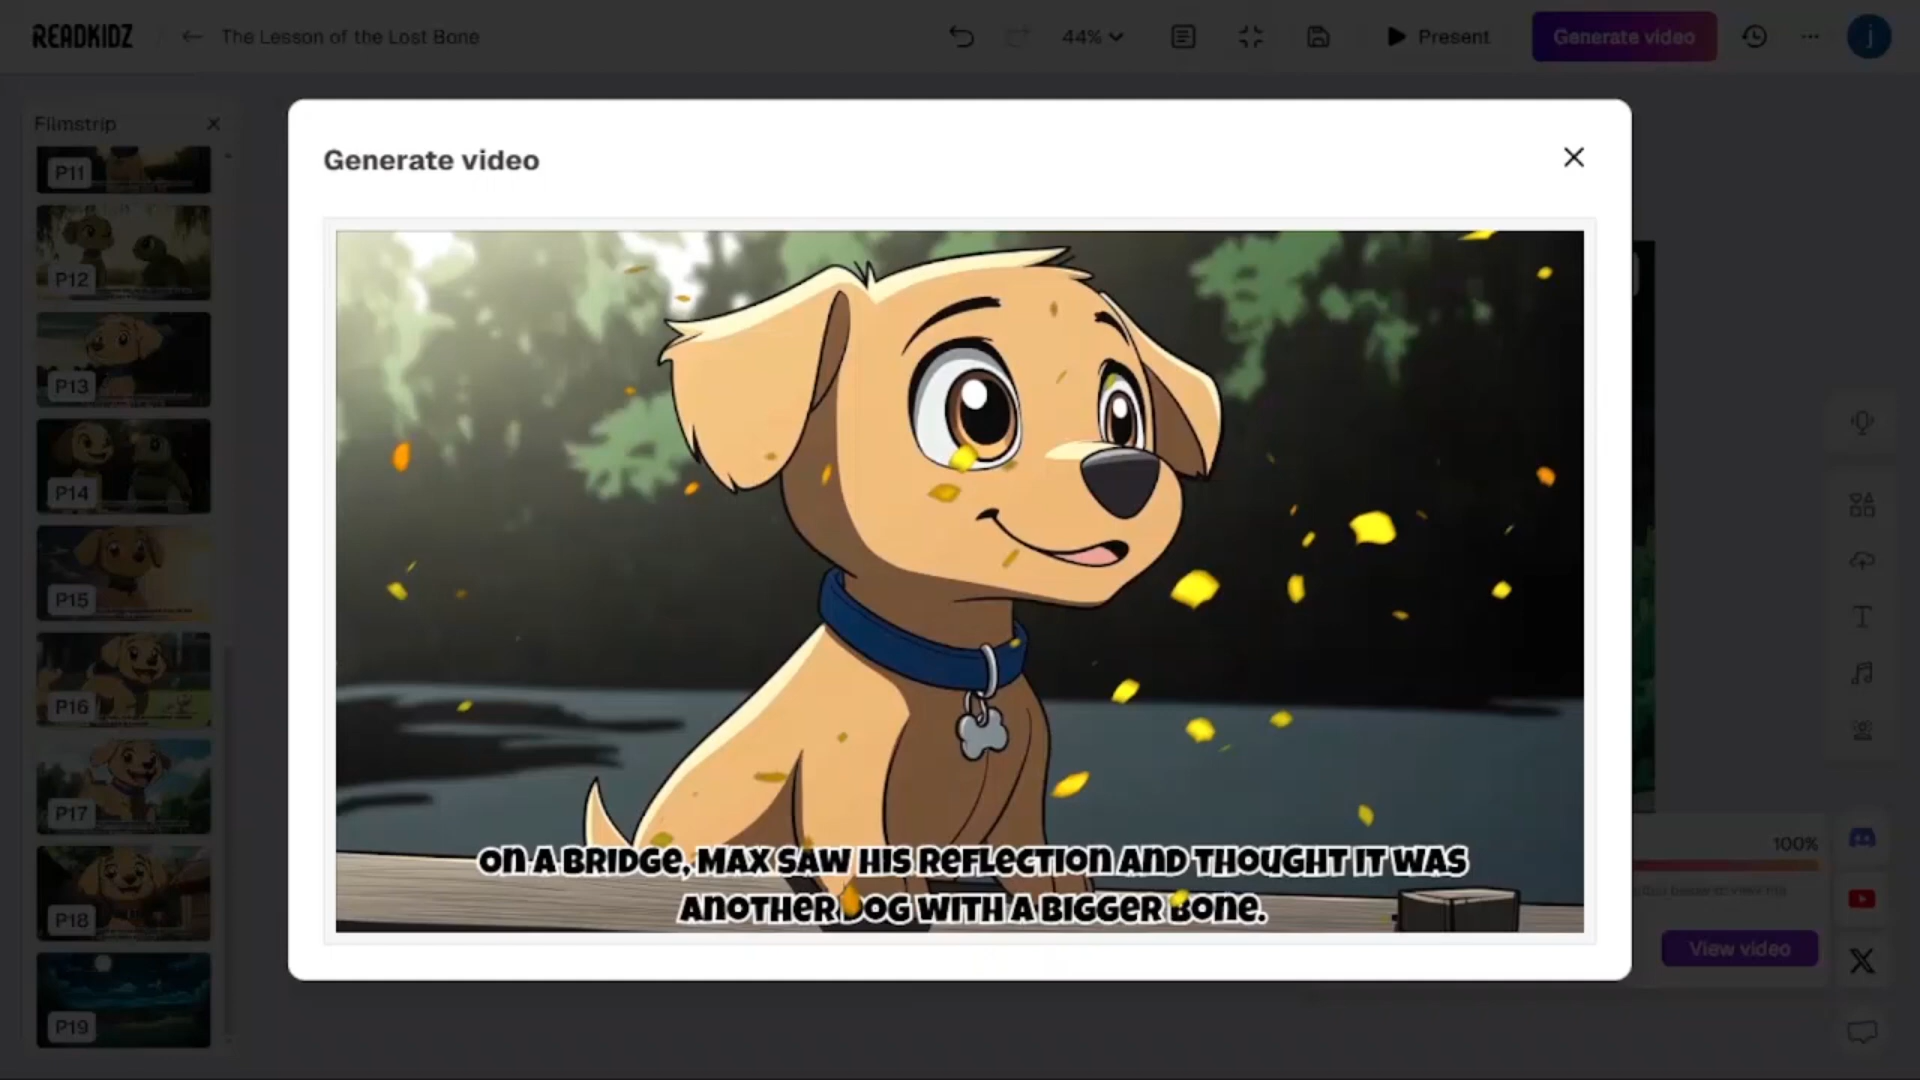 READKIDZ
The Lesson of the Lost Bone
44%
Present
Generate video
j
Filmstrip
P11
P12
P13
P14
P15
P16
P17
P18
P19
Generate video
ON A BRIDGE, MAX SAW HIS REFLECTION AND THOUGHT IT WAS
ANOTHER DOG WITH A BIGGER BONE.
100%
View video